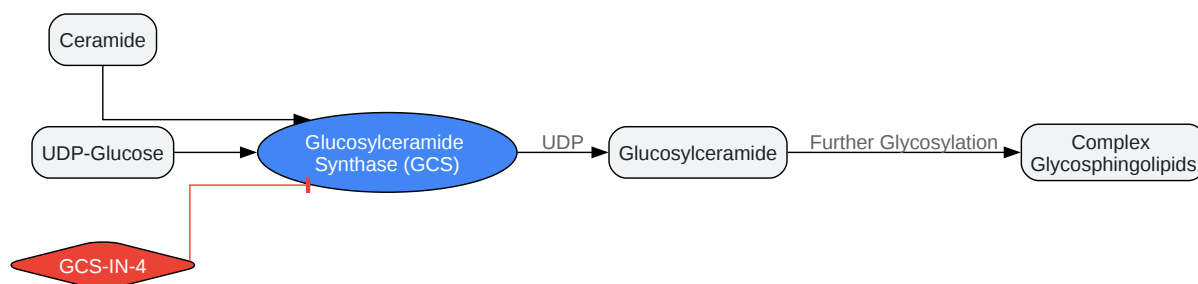 Ceramide
UDP-Glucose
Glucosylceramide
Synthase (GCS)
UDP
Glucosylceramide
Further Glycosylation
Complex
Glycosphingolipids
GCS-IN-4